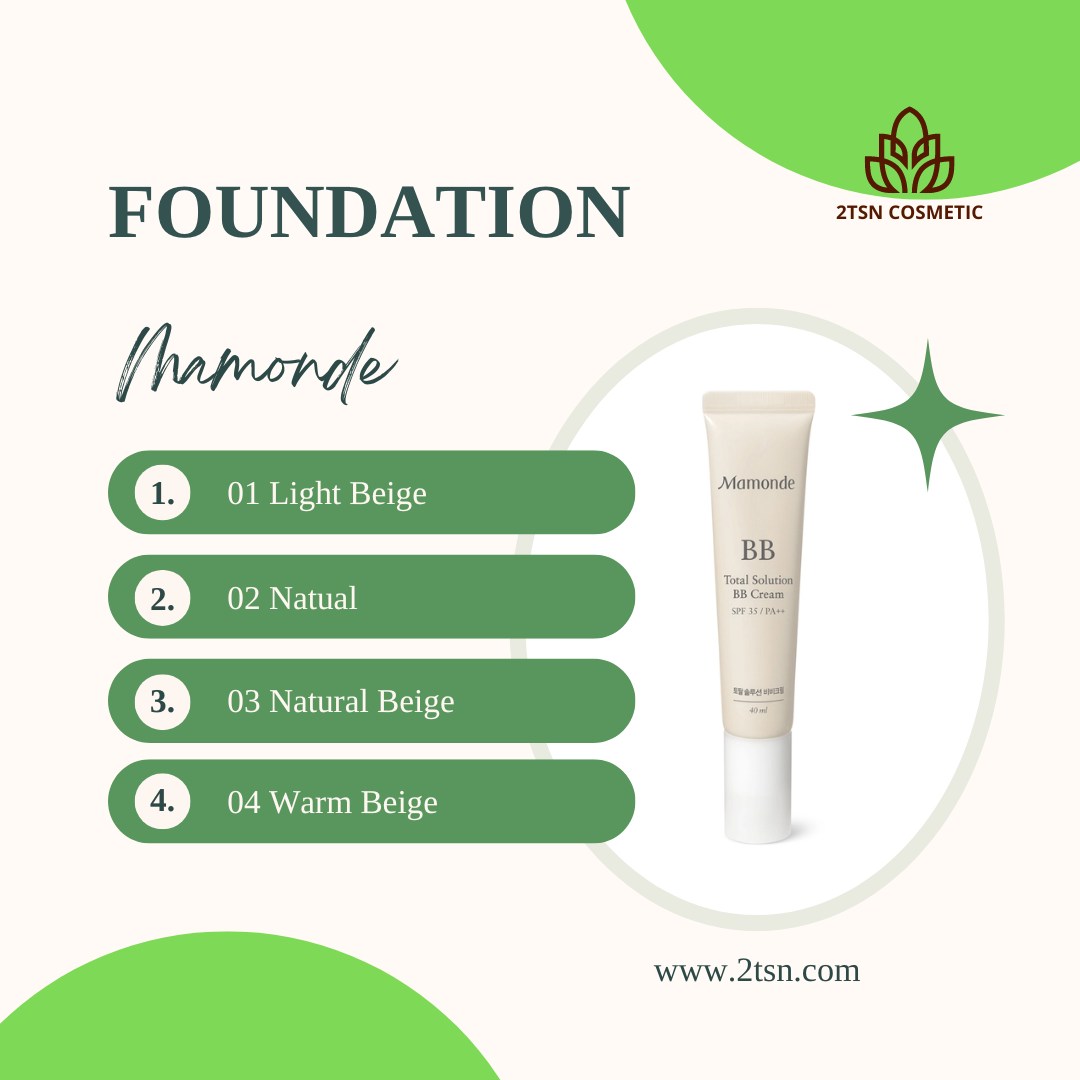 2TSN COSMETIC
FOUNDATION
Mamonde
1. 01 Light Beige
2. 02 Natual
3. 03 Natural Beige
4. 04 Warm Beige
Mamonde
BB
Total Solution
BB Cream
SPF 35 / PA++
토탈 솔루션 비비크림
40 ml
www.2tsn.com